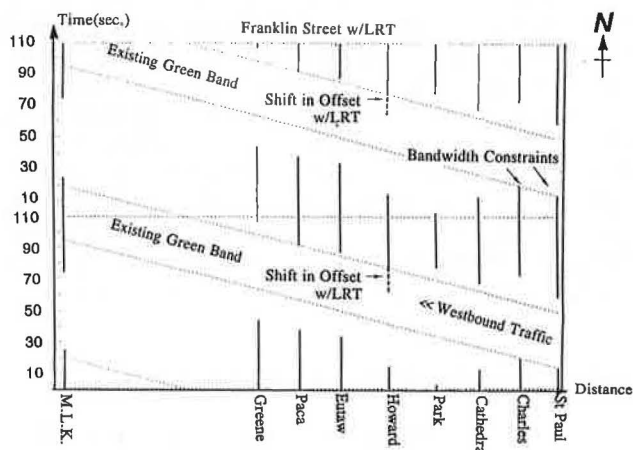 Time(sec.)
Franklin Street w/LRT
N
110
90
70
50
30
10
110
90
70
50
30
10
Existing Green Band
Shift in Offset
w/LRT
Bandwidth Constraints
Existing Green Band
Shift in Offset
w/LRT
<< Westbound Traffic
Distance
M.L.K.
Greene
Paca
Eutaw
Howard
Park
Cathedra
Charles
St Paul